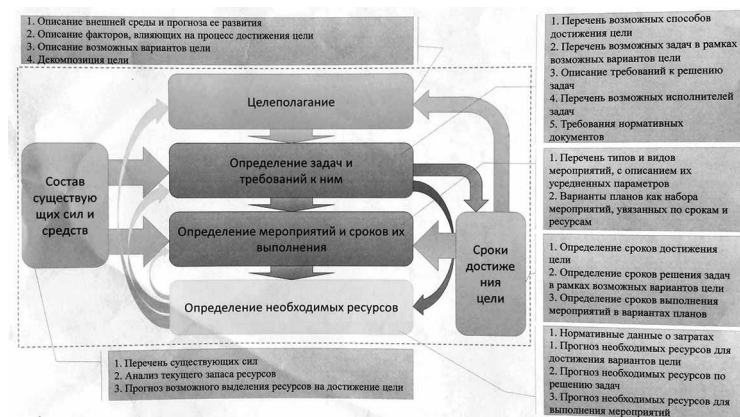 1. Описание внешней среды и прогноза ее развития
2. Описание факторов, влияющих на процесс достижения цели
3. Описание возможных вариантов цели
4. Декомпозиция цели
1. Перечень возможных способов
достижения цели
2. Перечень возможных задач в рамках
возможных вариантов цели
3. Описание требований к решению
задач
4. Перечень возможных исполнителей
задач
5. Требования нормативных
документов
Целеполагание
Определение задач и
требований к ним
Состав
существую
щих сил и
средств
Определение мероприятий и сроков их
выполнения
Сроки
достиже
ния
цели
Определение необходимых ресурсов
1. Перечень типов и видов
мероприятий, с описанием их
усредненных параметров
2. Варианты планов как набора
мероприятий, увязанных по срокам и
ресурсам
1. Определение сроков достижения
цели
2. Определение сроков решения задач
в рамках возможных вариантов цели
3. Определение сроков выполнения
мероприятий в вариантах планов
1. Нормативные данные о затратах
1. Прогноз необходимых ресурсов для
достижения вариантов цели
2. Прогноз необходимых ресурсов по
решению задач
3. Прогноз необходимых ресурсов для
выполнения мероприятий
1. Перечень существующих сил
2. Анализ текущего запаса ресурсов
3. Прогноз возможного выделения ресурсов на достижение цели